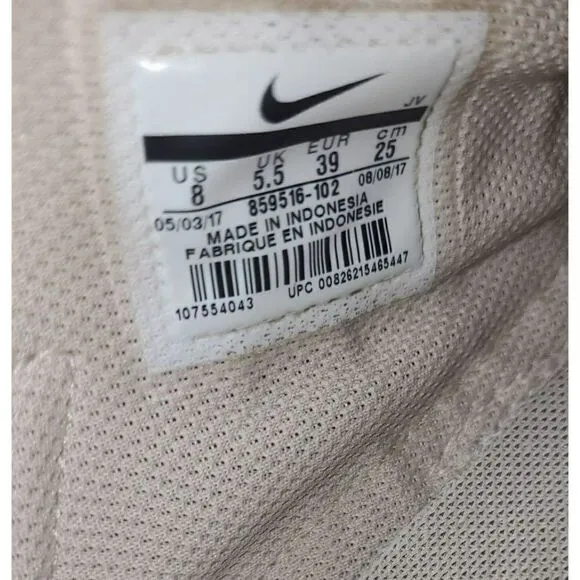 JV
US UK EUR cm
8 5.5 39 25
05/03/17 859516-102 08/08/17
MADE IN INDONESIA
FABRIQUE EN INDONESIE
107554043 UPC 00826215465447